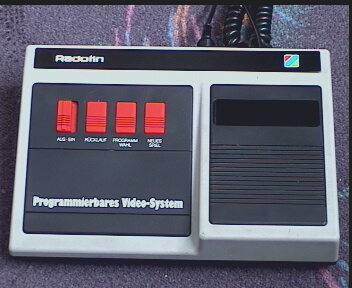 Radofin
AUS-EIN RÜCKLAUF PROGRAMM WAHL NEUES SPIEL
Programmierbares Video-System